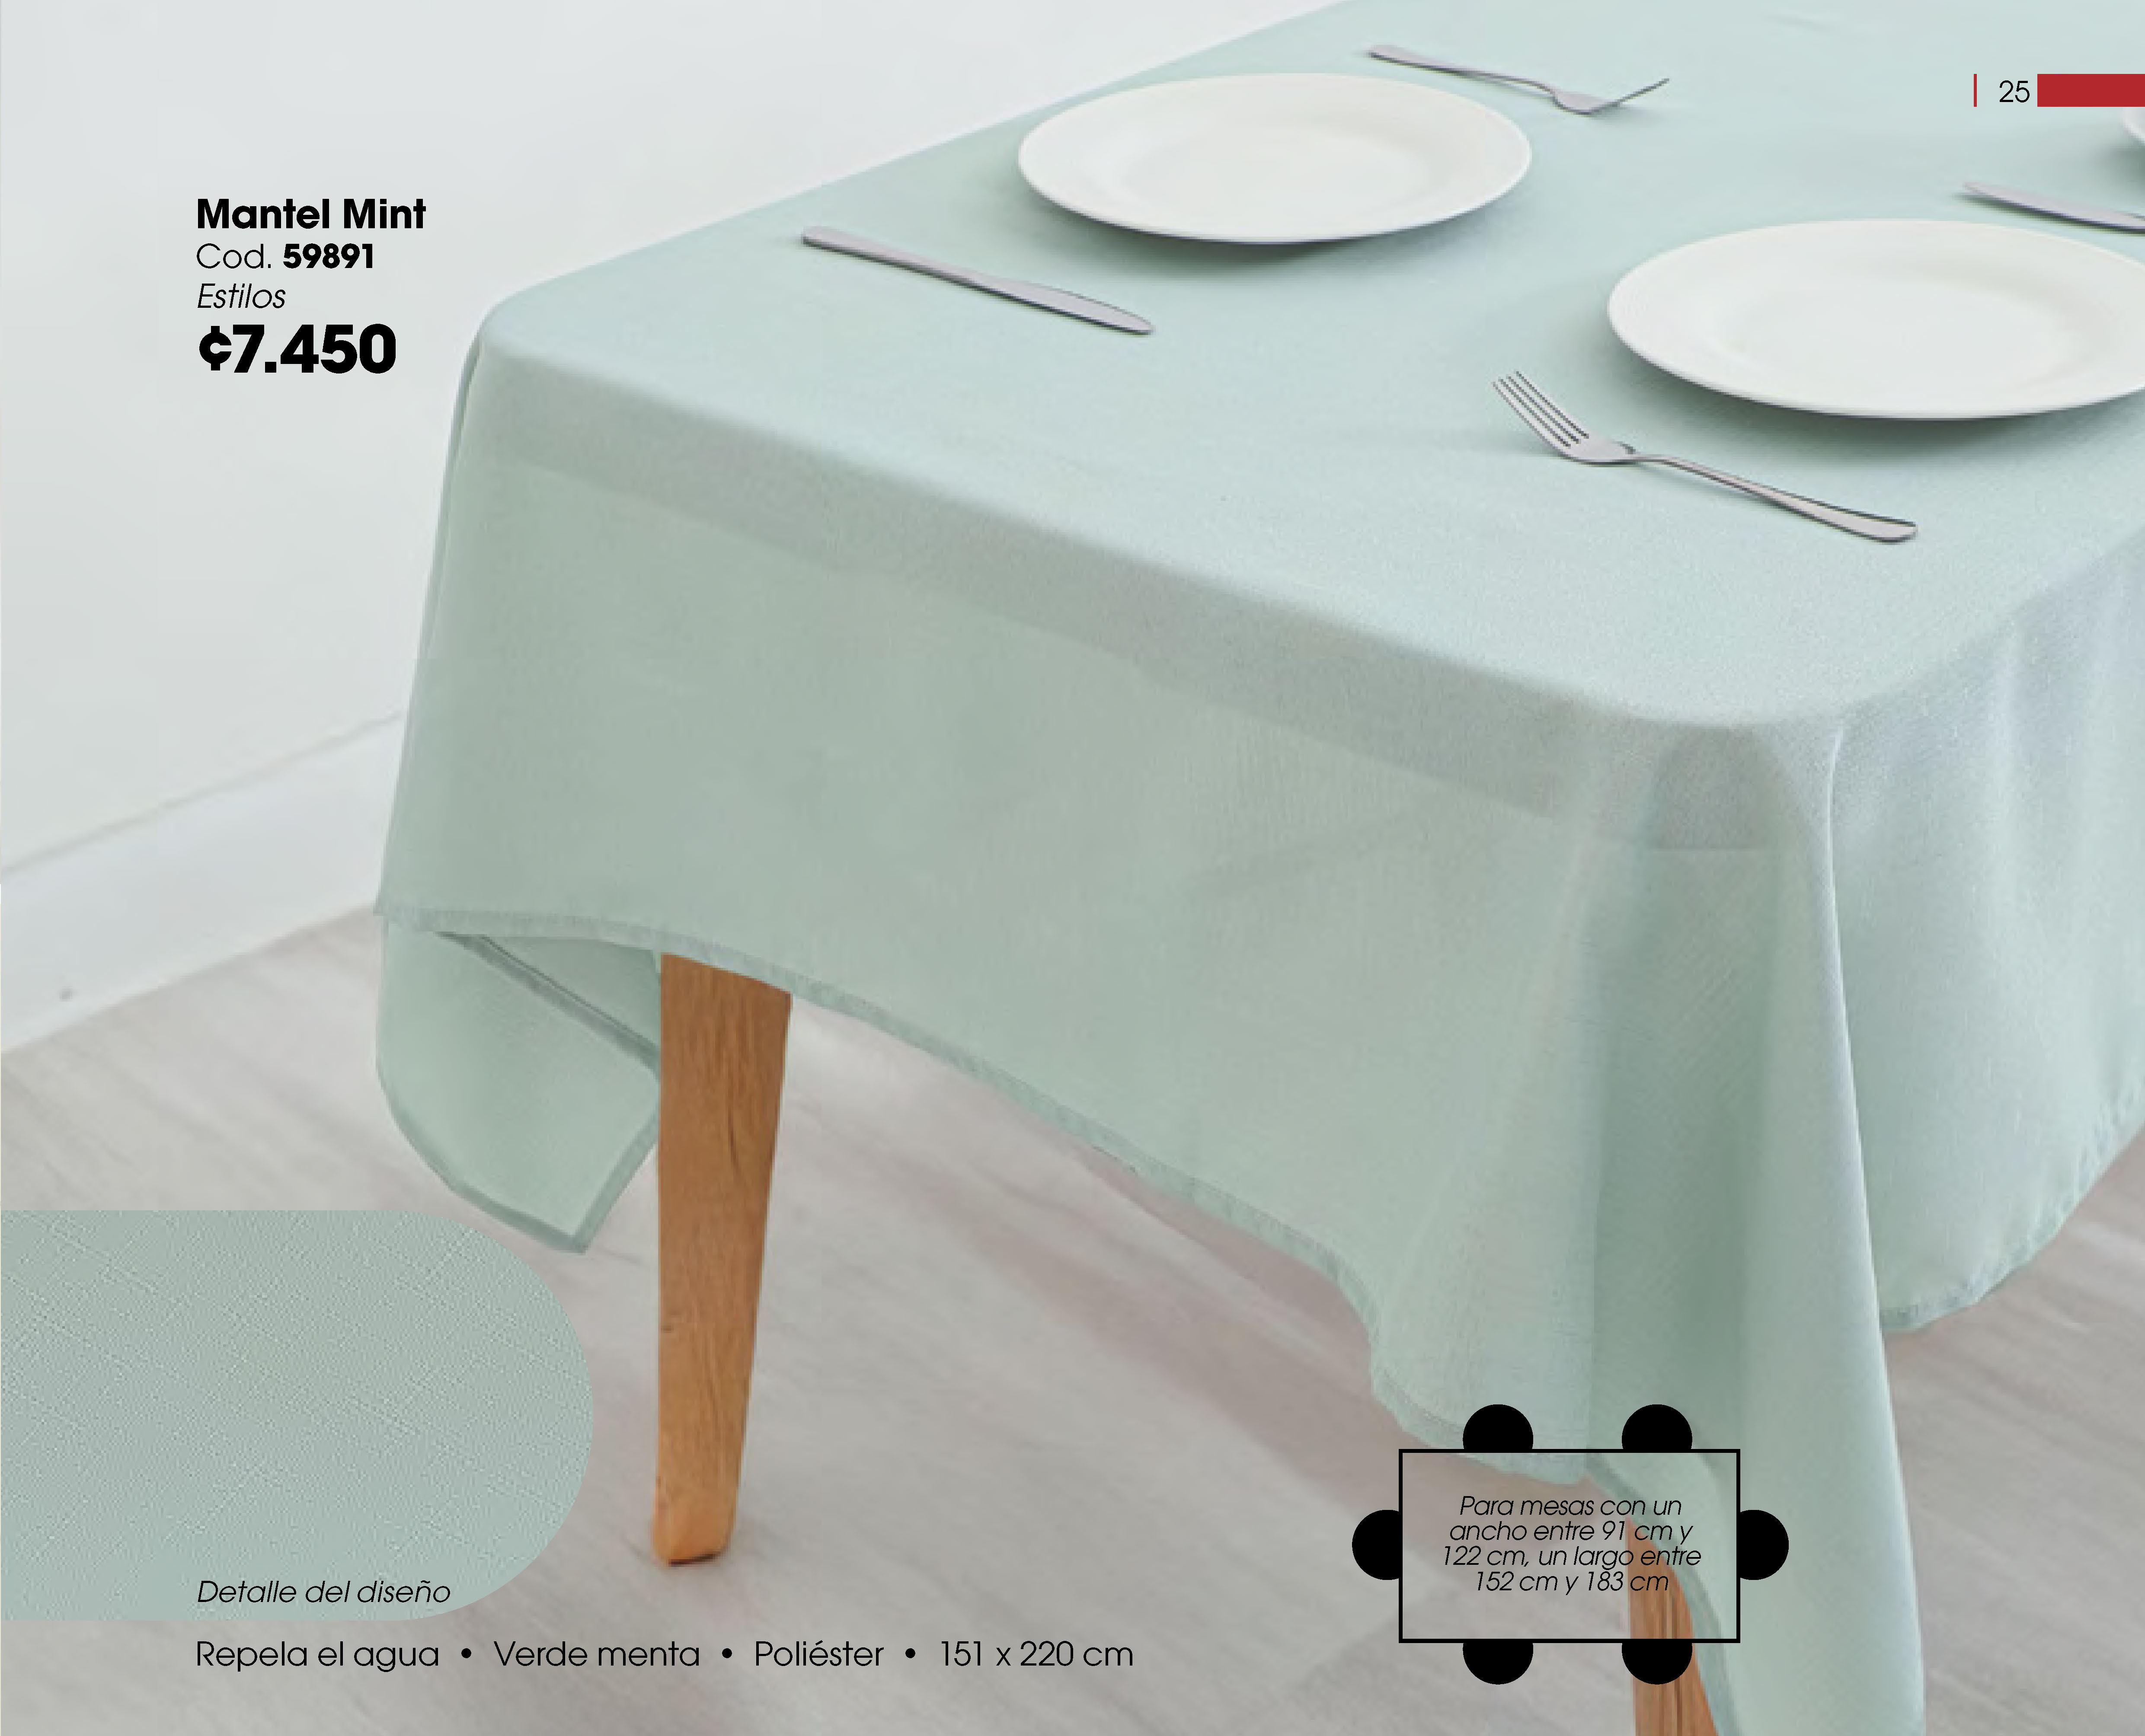 25
Mantel Mint
Cod. 59891
Estilos
¢7.450
Para mesas con un
ancho entre 91 cm y
122 cm, un largo entre
152 cm y 183 cm
Detalle del diseño
Repela el agua • Verde menta • Poliéster • 151 x 220 cm